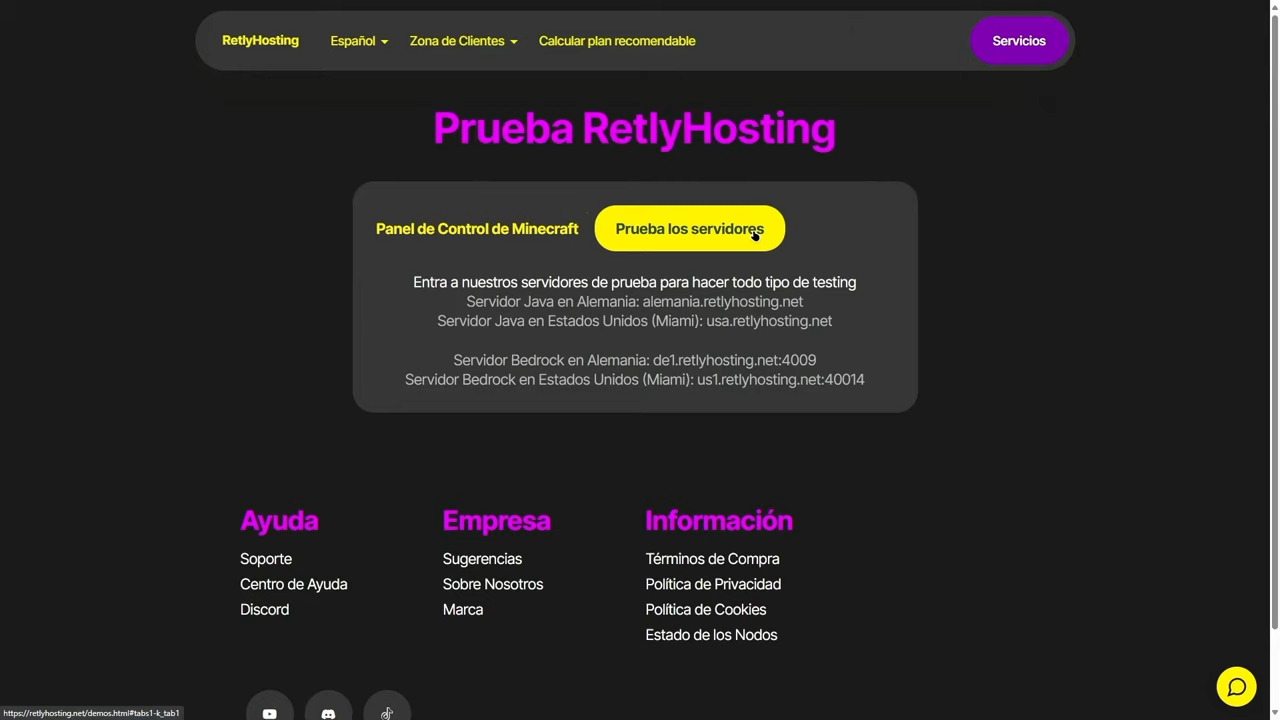 RetlyHosting
Español
Zona de Clientes
Calcular plan recomendable
Servicios
Prueba RetlyHosting
Panel de Control de Minecraft
Prueba los servidores
Entra a nuestros servidores de prueba para hacer todo tipo de testing
Servidor Java en Alemania: alemania.retlyhosting.net
Servidor Java en Estados Unidos (Miami): usa.retlyhosting.net
Servidor Bedrock en Alemania: de1.retlyhosting.net:4009
Servidor Bedrock en Estados Unidos (Miami): us1.retlyhosting.net:40014
Ayuda
Soporte
Centro de Ayuda
Discord
Empresa
Sugerencias
Sobre Nosotros
Marca
Información
Términos de Compra
Política de Privacidad
Política de Cookies
Estado de los Nodos
https://retlyhosting.net/demos.html#tabs1-k_tab1